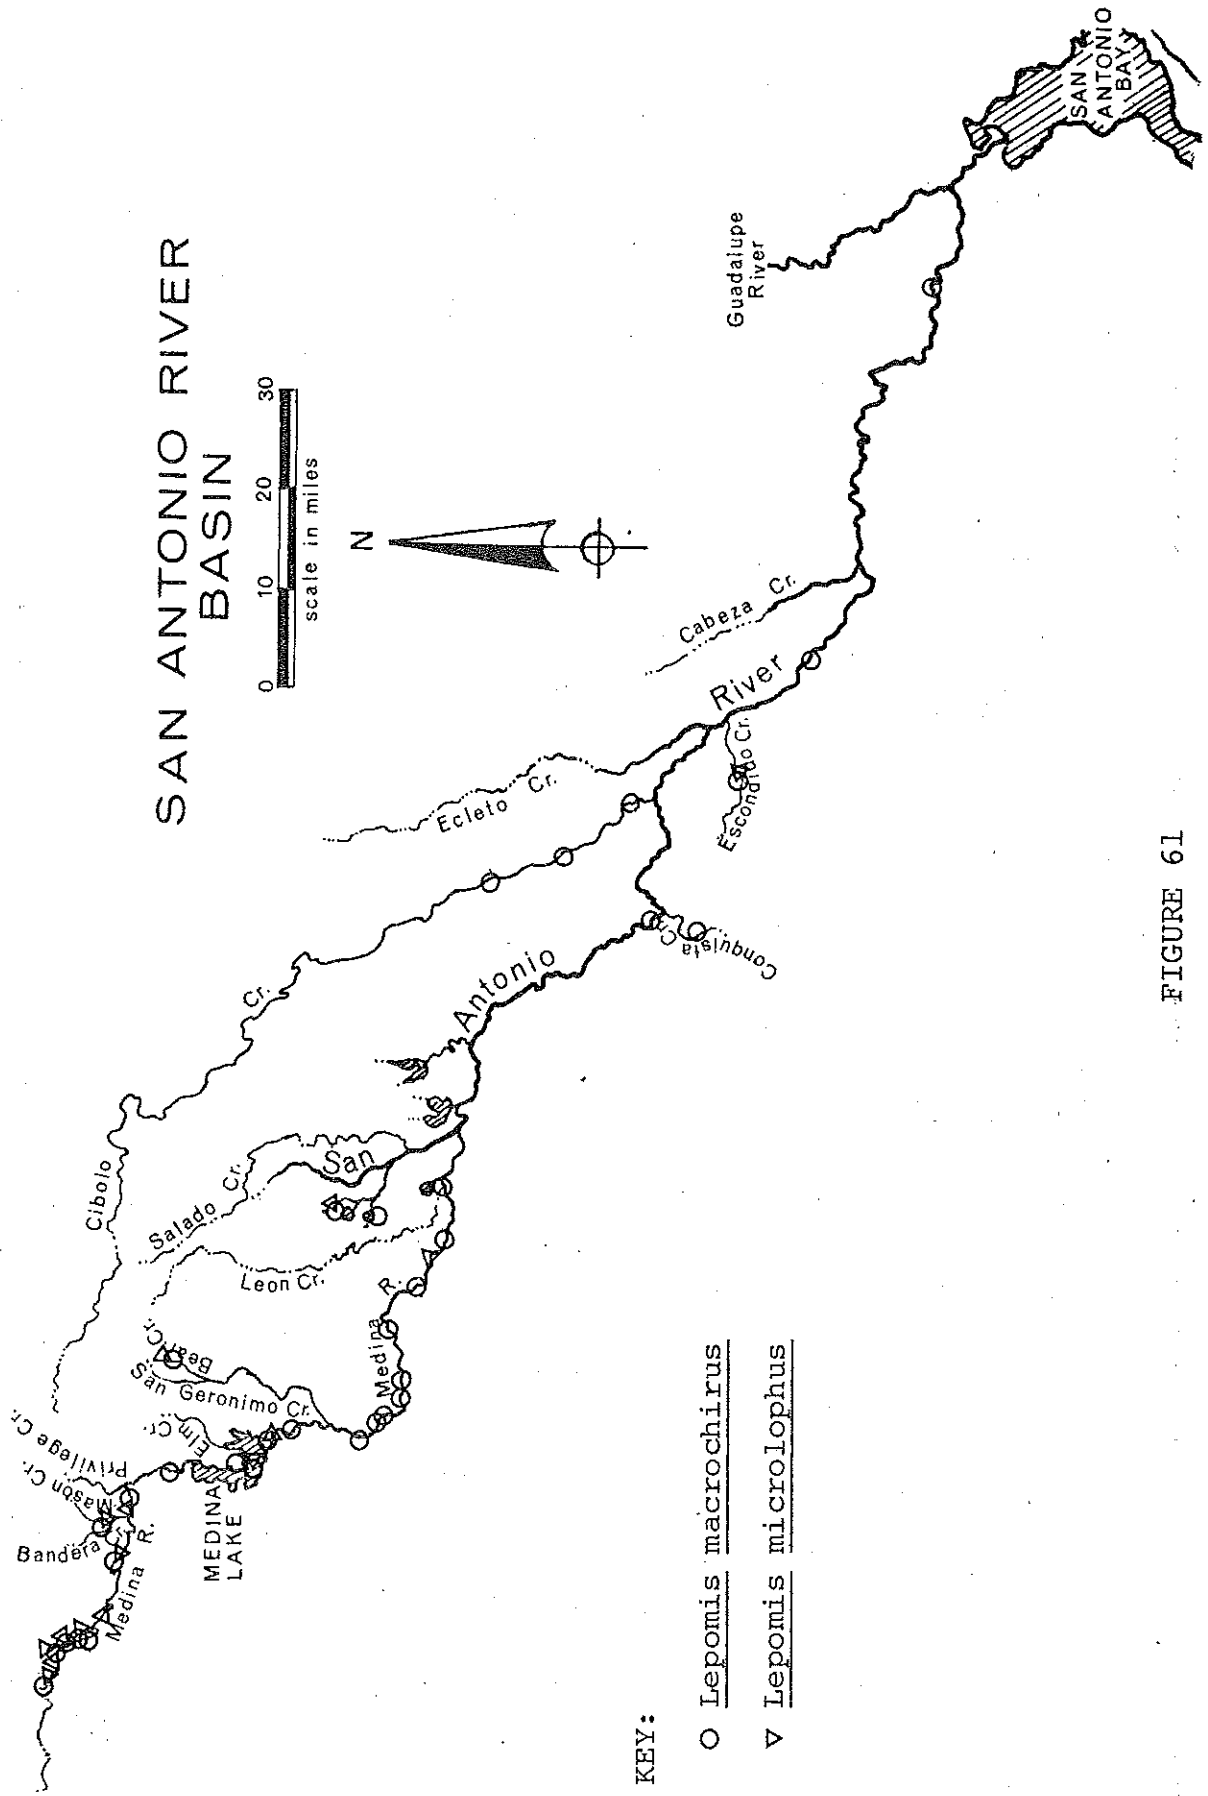 SAN ANTONIO RIVER
BASIN
0 10 20 30
scale in miles
N
Guadalupe
River
SAN
ANTONIO
BAY
Cabeza Cr.
San Antonio River
Escondido Cr.
Ecleto Cr.
Conquista Cr.
Cibolo Cr.
Salado Cr.
Leon Cr.
Medina R.
Bear Cr.
San Geronimo Cr.
Elm Cr.
Privilege Cr.
Mason Cr.
Bandera
MEDINA
LAKE
Medina R.
KEY:
Lepomis macrochirus
Lepomis microlophus
FIGURE 61